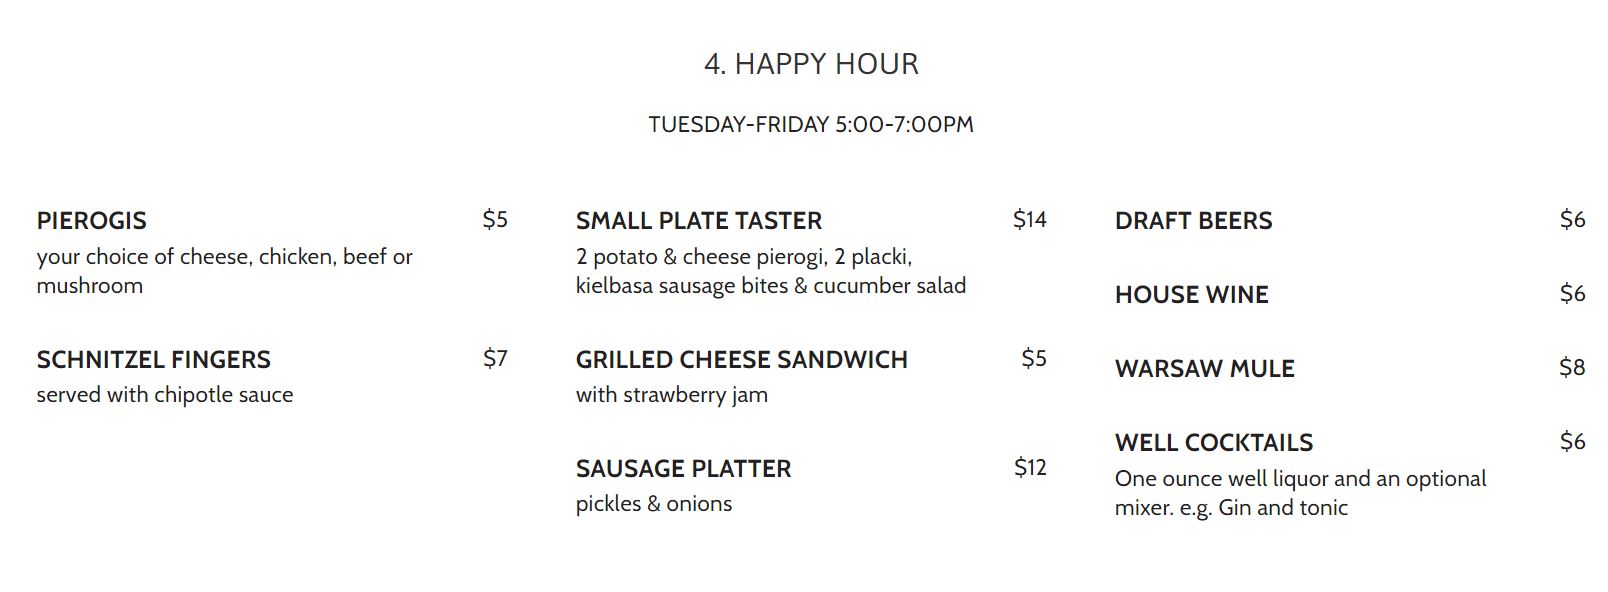 4. HAPPY HOUR
TUESDAY-FRIDAY 5:00-7:00PM
PIEROGIS $5
your choice of cheese, chicken, beef or
mushroom
SCHNITZEL FINGERS $7
served with chipotle sauce
SMALL PLATE TASTER $14
2 potato & cheese pierogi, 2 placki,
kielbasa sausage bites & cucumber salad
GRILLED CHEESE SANDWICH $5
with strawberry jam
SAUSAGE PLATTER $12
pickles & onions
DRAFT BEERS $6
HOUSE WINE $6
WARSAW MULE $8
WELL COCKTAILS $6
One ounce well liquor and an optional
mixer. e.g. Gin and tonic